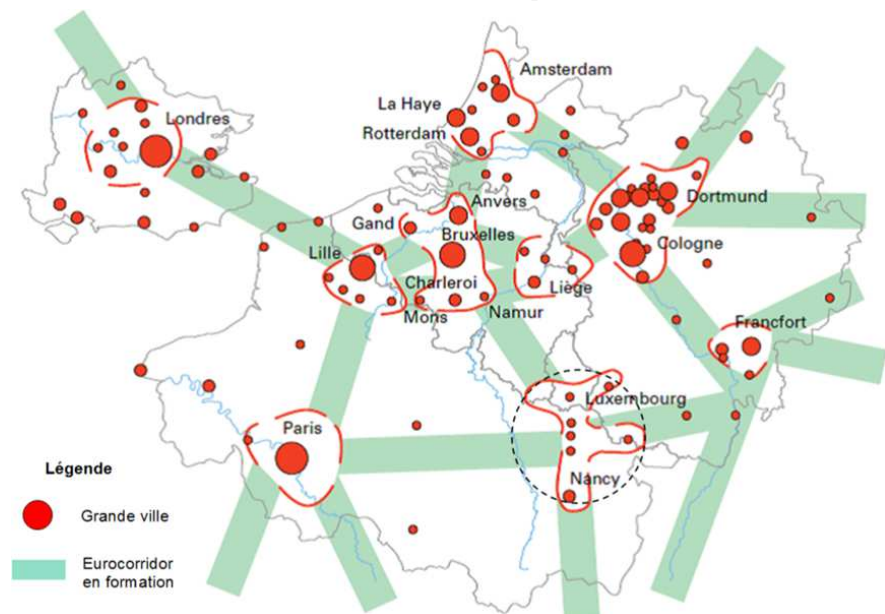 Londres
Amsterdam
La Haye
Rotterdam
Dortmund
Anvers
Gand
Bruxelles
Cologne
Lille
Charleroi
Liège
Mons
Namur
Francfort
Luxembourg
Paris
Nancy
Légende
Grande ville
Eurocorridor
en formation